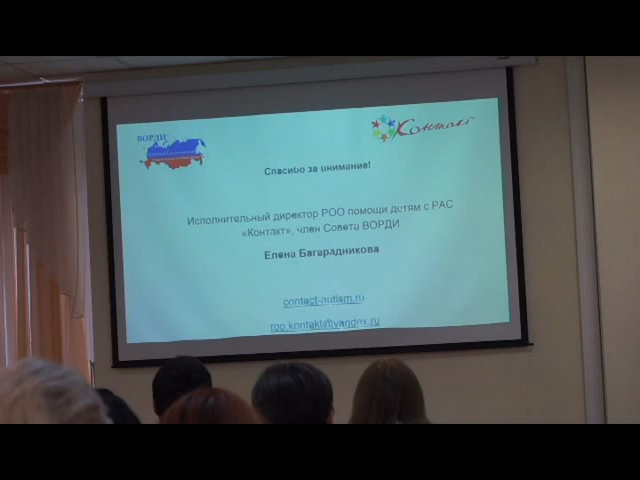 ВОРДИ
Контакт
Спасибо за внимание!
Исполнительный директор РОО помощи детям с РАС
«Контакт», член Совета ВОРДИ
Елена Багарадникова
contact-autism.ru
roo.kontakt@yandex.ru